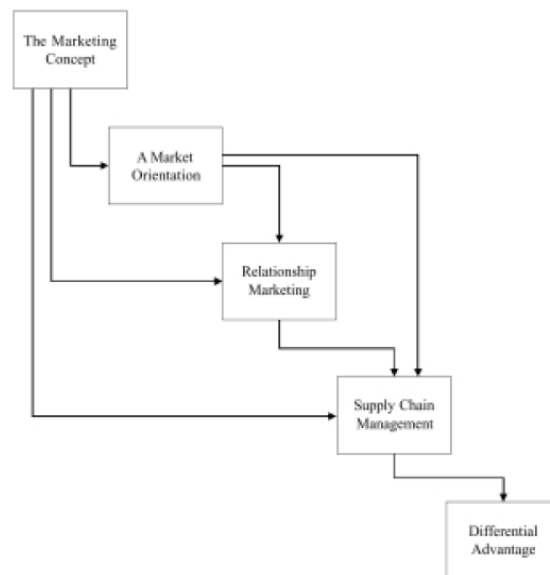 The Marketing
Concept
A Market
Orientation
Relationship
Marketing
Supply Chain
Management
Differential
Advantage